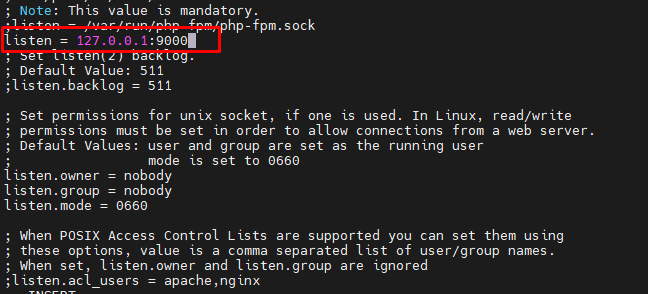 ; Note: This value is mandatory.
;listen = /var/run/php-fpm/php-fpm.sock
listen = 127.0.0.1:9000
; Set listen(2) backlog.
; Default Value: 511
;listen.backlog = 511
; Set permissions for unix socket, if one is used. In Linux, read/write
; permissions must be set in order to allow connections from a web server.
; Default Values: user and group are set as the running user
;                 mode is set to 0660
listen.owner = nobody
listen.group = nobody
listen.mode = 0660
; When POSIX Access Control Lists are supported you can set them using
; these options, value is a comma separated list of user/group names.
; When set, listen.owner and listen.group are ignored
;listen.acl_users = apache,nginx
-- INSERT --